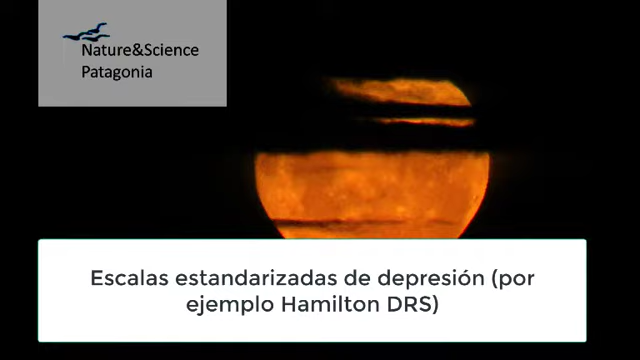 Nature&Science
Patagonia
Escalas estandarizadas de depresión (por
ejemplo Hamilton DRS)